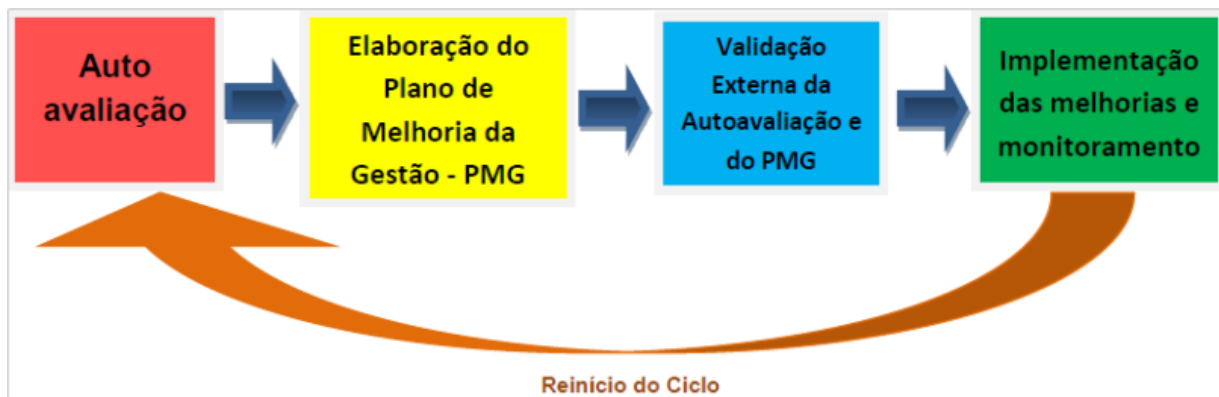 Auto
avaliação
Elaboração do
Plano de
Melhoria da
Gestão - PMG
Validação
Externa da
Autoavaliação e
do PMG
Implementação
das melhorias e
monitoramento
Reinício do Ciclo